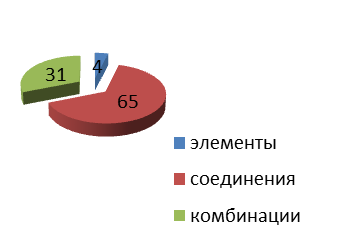 4
31
65
элементы
соединения
комбинации